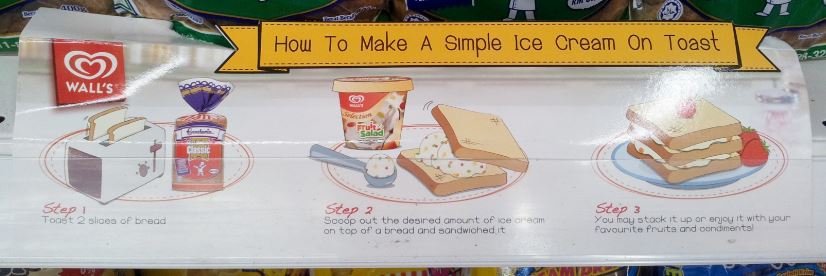 How To Make A Simple Ice Cream On Toast
WALL'S
Gardenia
Classic
WALL'S
Selection
Fruit
Salad
Step 1
Toast 2 slices of bread
Step 2
Scoop out the desired amount of ice cream
on top of a bread and sandwiched it
Step 3
You may stack it up or enjoy it with your
favourite fruits and condiments!